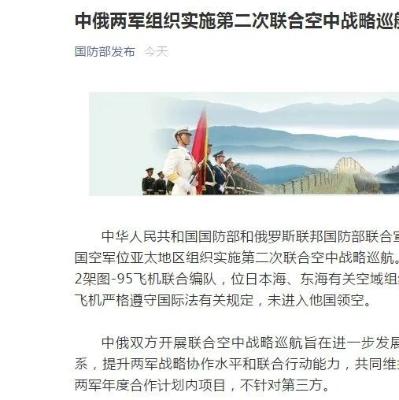 中俄两军组织实施第二次联合空中战略巡
国防部发布 今天
中华人民共和国国防部和俄罗斯联邦国防部联合
国空军位亚太地区组织实施第二次联合空中战略巡航。
2架图-95飞机联合编队，位日本海、东海有关空域组
飞机严格遵守国际法有关规定，未进入他国领空。
中俄双方开展联合空中战略巡航旨在进一步发展
系，提升两军战略协作水平和联合行动能力，共同维
两军年度合作计划内项目，不针对第三方。